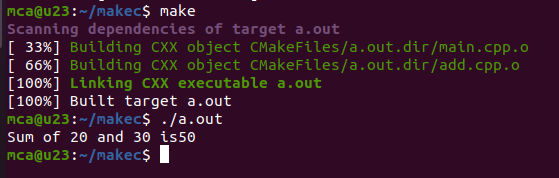 mca@u23:~/makec$ make
Scanning dependencies of target a.out
[ 33%] Building CXX object CMakeFiles/a.out.dir/main.cpp.o
[ 66%] Building CXX object CMakeFiles/a.out.dir/add.cpp.o
[100%] Linking CXX executable a.out
[100%] Built target a.out
mca@u23:~/makec$ ./a.out
Sum of 20 and 30 is50
mca@u23:~/makec$